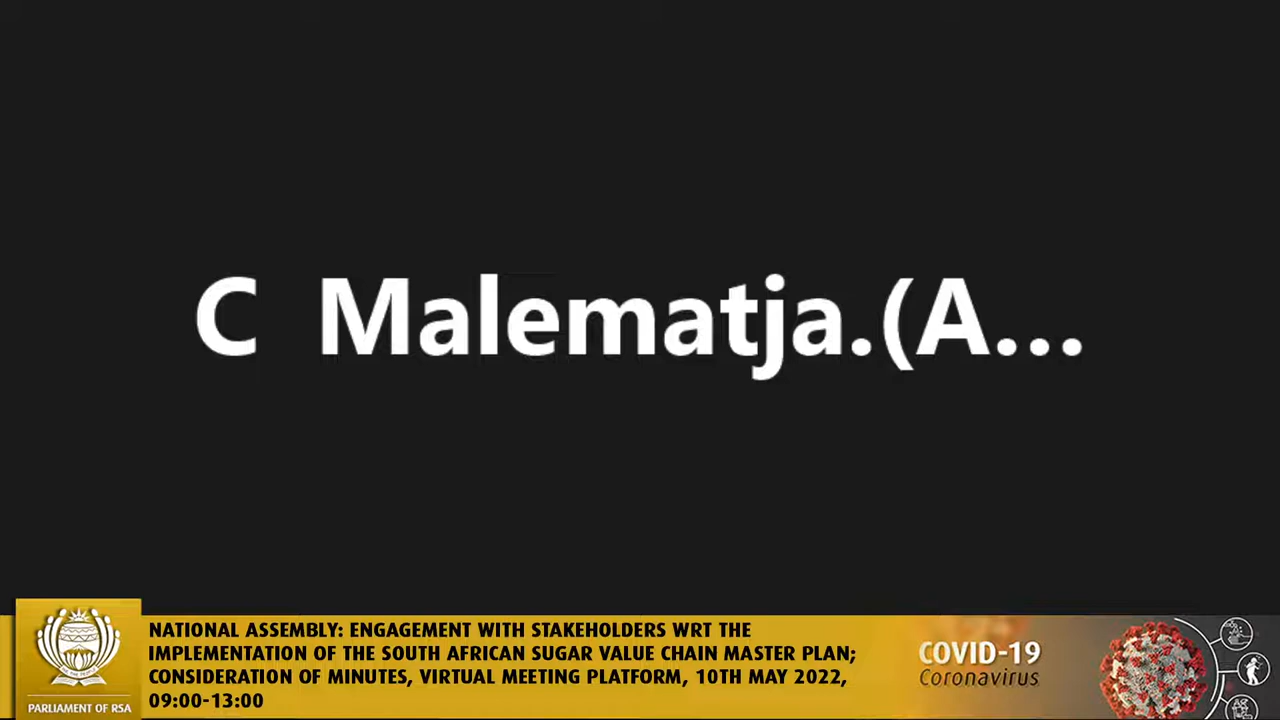 C Malematja.(A...
NATIONAL ASSEMBLY: ENGAGEMENT WITH STAKEHOLDERS WRT THE
IMPLEMENTATION OF THE SOUTH AFRICAN SUGAR VALUE CHAIN MASTER PLAN;
CONSIDERATION OF MINUTES, VIRTUAL MEETING PLATFORM, 10TH MAY 2022,
09:00-13:00
PARLIAMENT OF RSA
COVID-19
Coronavirus